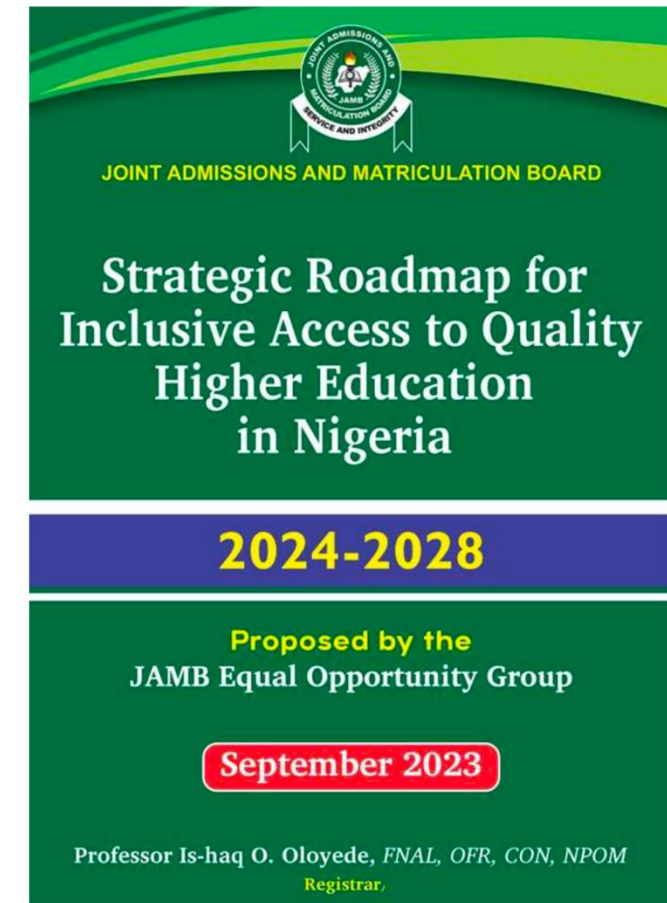 JOINT ADMISSIONS AND
MATRICULATION BOARD
JAMB
SERVICE AND INTEGRITY
JOINT ADMISSIONS AND MATRICULATION BOARD
Strategic Roadmap for
Inclusive Access to Quality
Higher Education
in Nigeria
2024-2028
Proposed by the
JAMB Equal Opportunity Group
September 2023
Professor Is-haq O. Oloyede, FNAL, OFR, CON, NPOM
Registrar,